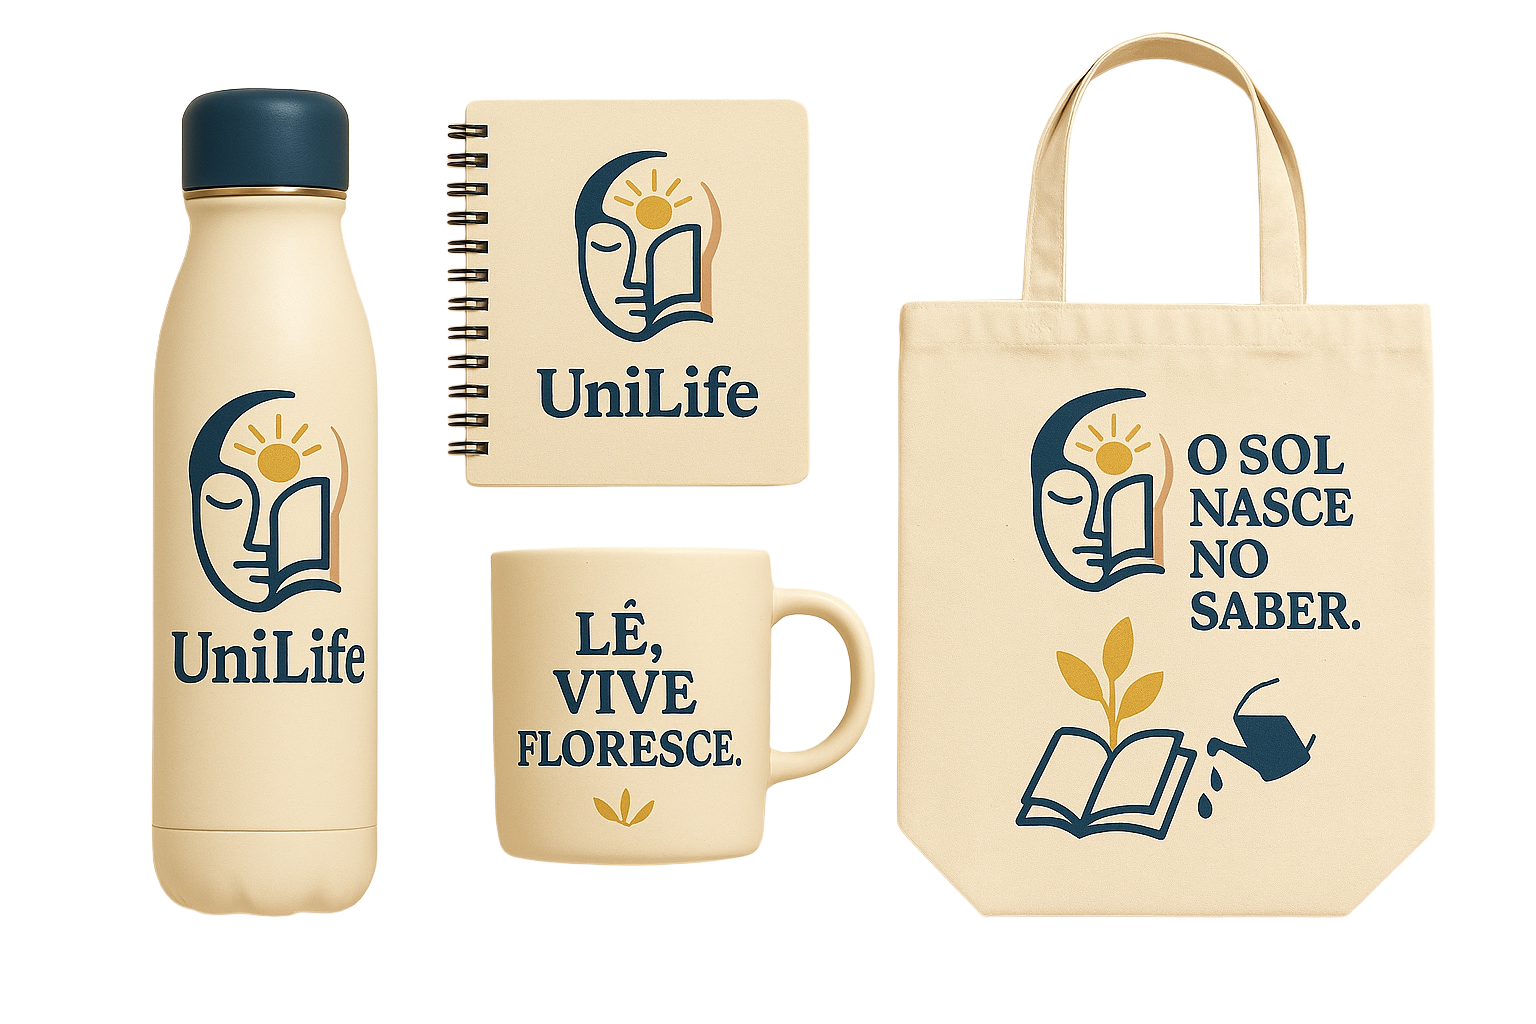 UniLife
UniLife
LÊ,
VIVE
FLORESCE.
O SOL
NASCE
NO
SABER.